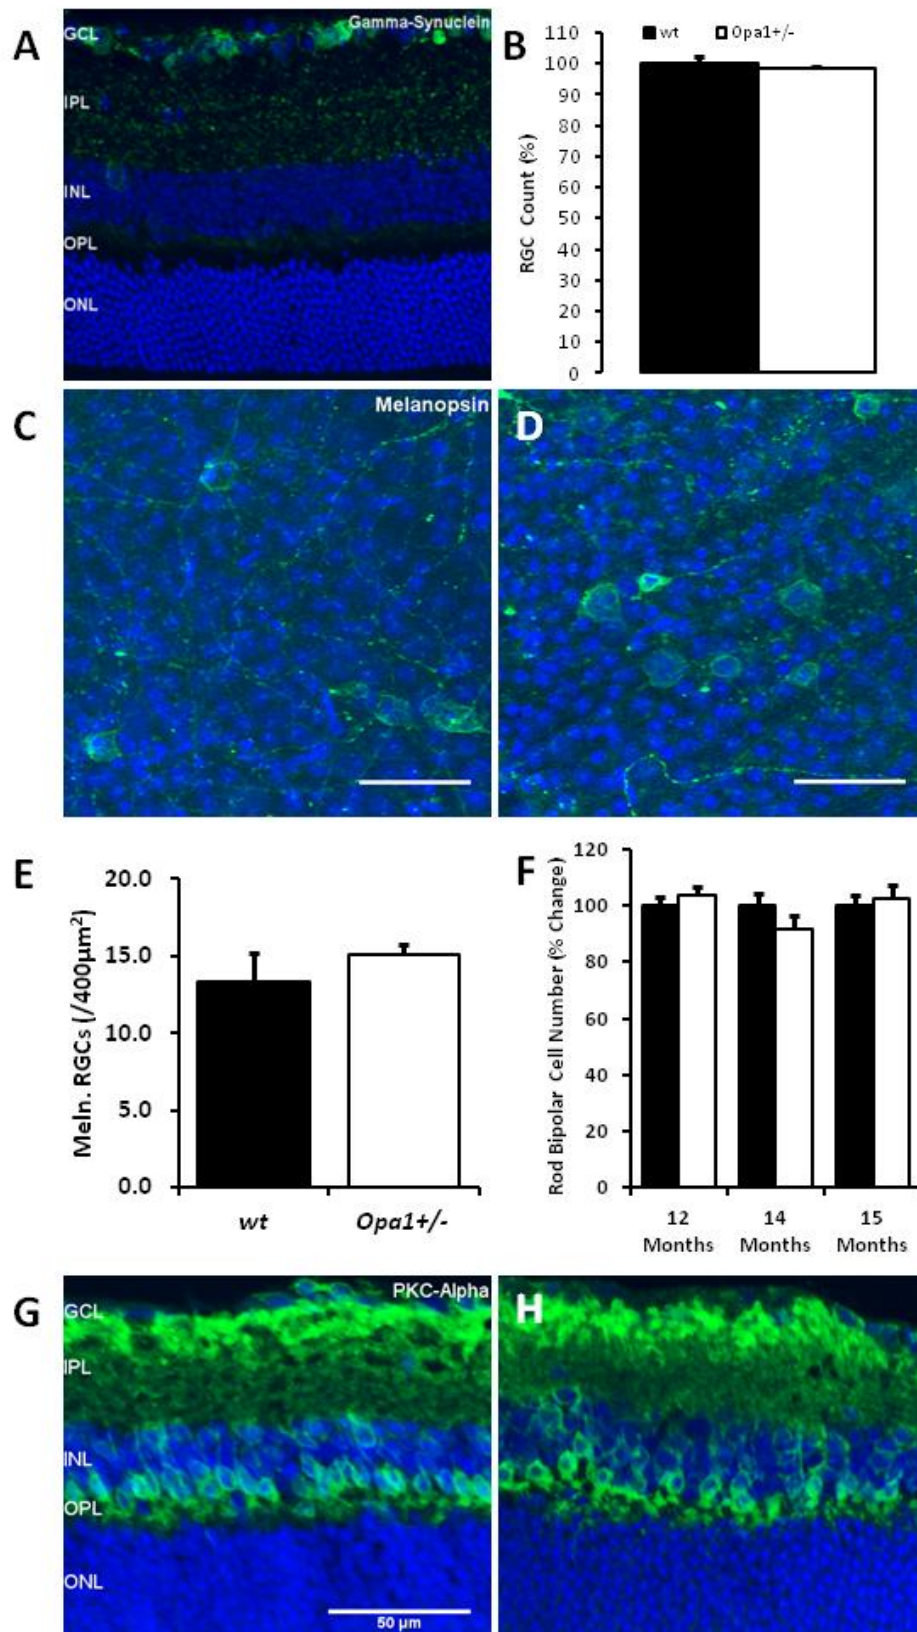 A
Gamma-Synuclein
GCL
IPL
INL
OPL
ONL
B
wt Opa1+/-
RGC Count (%)
110
100
90
80
70
60
50
40
30
20
10
0
C
Melanopsin
D
E
Meln. RGCs (/400µm²)
20.0
15.0
10.0
5.0
0.0
wt Opa1+/-
F
Rod Bipolar Cell Number (% Change)
120
100
80
60
40
20
0
12 14 15
Months Months Months
G
PKC-Alpha
GCL
IPL
INL
OPL
ONL
50 µm
H